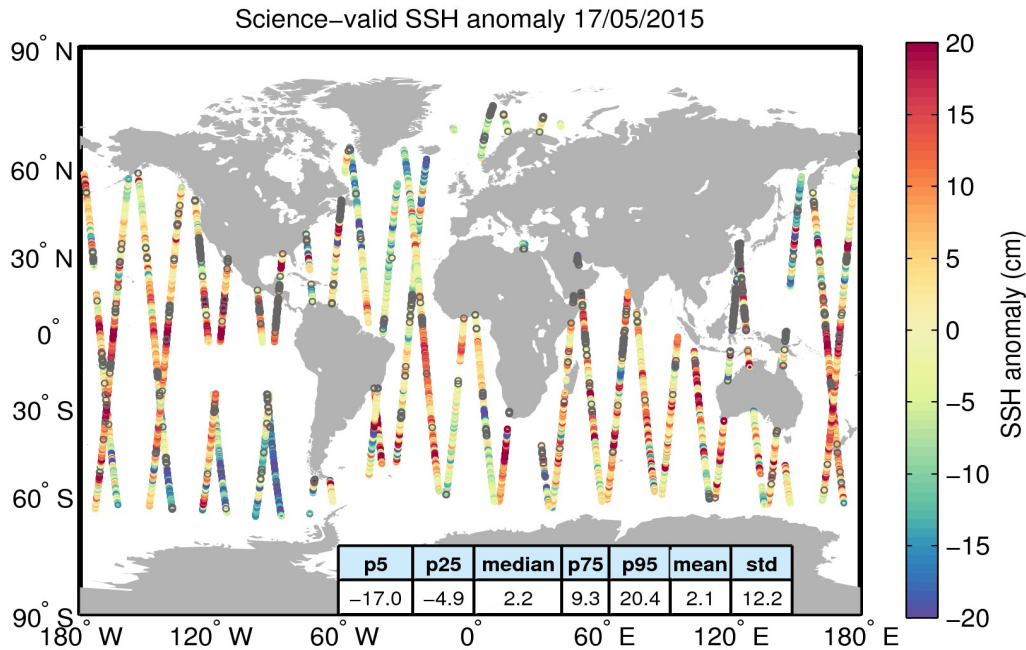 Science−valid SSH anomaly 17/05/2015
90° N
60° N
30° N
0°
30° S
60° S
90° S
180° W
120° W
60° W
0°
60° E
120° E
180° E
p5 p25 median p75 p95 mean std
−17.0 −4.9 2.2 9.3 20.4 2.1 12.2
20
15
10
5
0
−5
−10
−15
−20
SSH anomaly (cm)